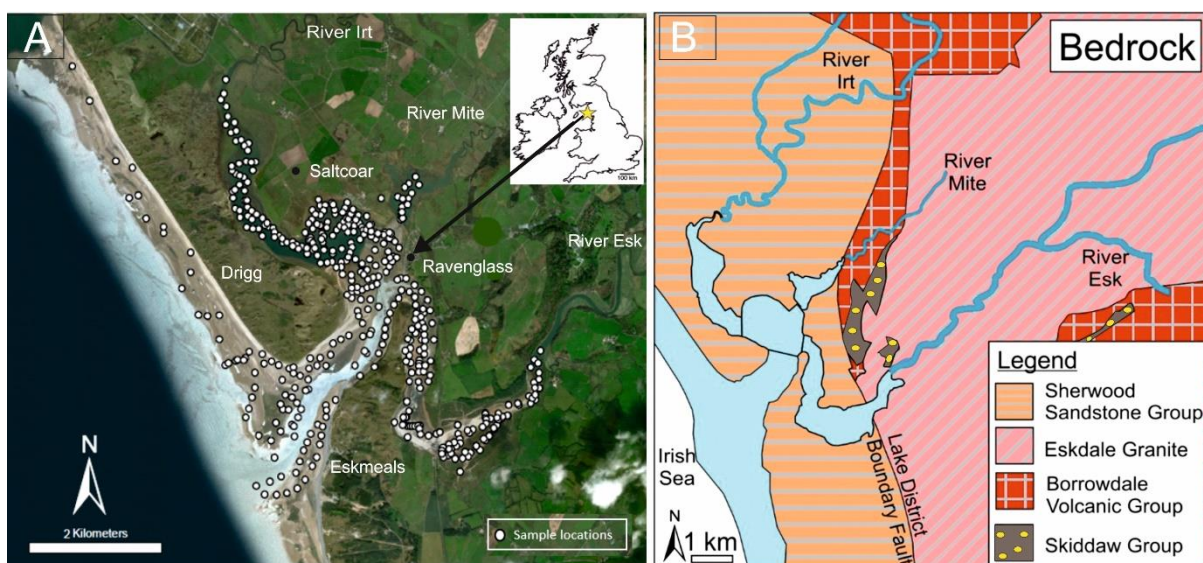 A
River Irt
River Mite
100 km
Saltcoar
River Esk
Ravenglass
Drigg
Eskmeals
N
2 Kilometers
Sample locations
B
Bedrock
River
Irt
River
Mite
River
Esk
Irish
Sea
Lake District
Boundary Fault
N
1 km
Legend
Sherwood
Sandstone Group
Eskdale Granite
Borrowdale
Volcanic Group
Skiddaw Group